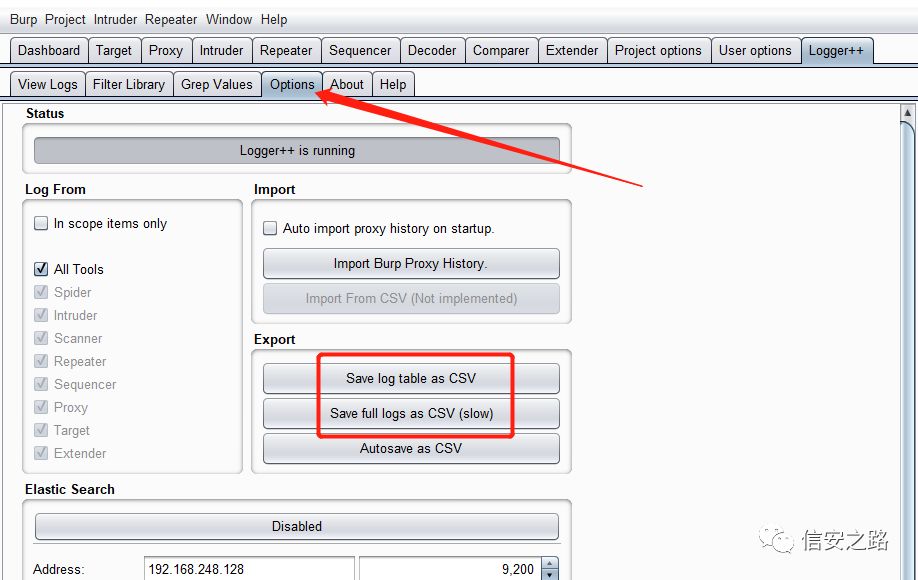 Burp Project Intruder Repeater Window Help
Dashboard Target Proxy Intruder Repeater Sequencer Decoder Comparer Extender Project options User options Logger++
View Logs Filter Library Grep Values Options About Help
Status
Logger++ is running
Log From
In scope items only
All Tools
Spider
Intruder
Scanner
Repeater
Sequencer
Proxy
Target
Extender
Import
Auto import proxy history on startup.
Import Burp Proxy History.
Import From CSV (Not implemented)
Export
Save log table as CSV
Save full logs as CSV (slow)
Autosave as CSV
Elastic Search
Disabled
Address: 192.168.248.128 9,200
信安之路